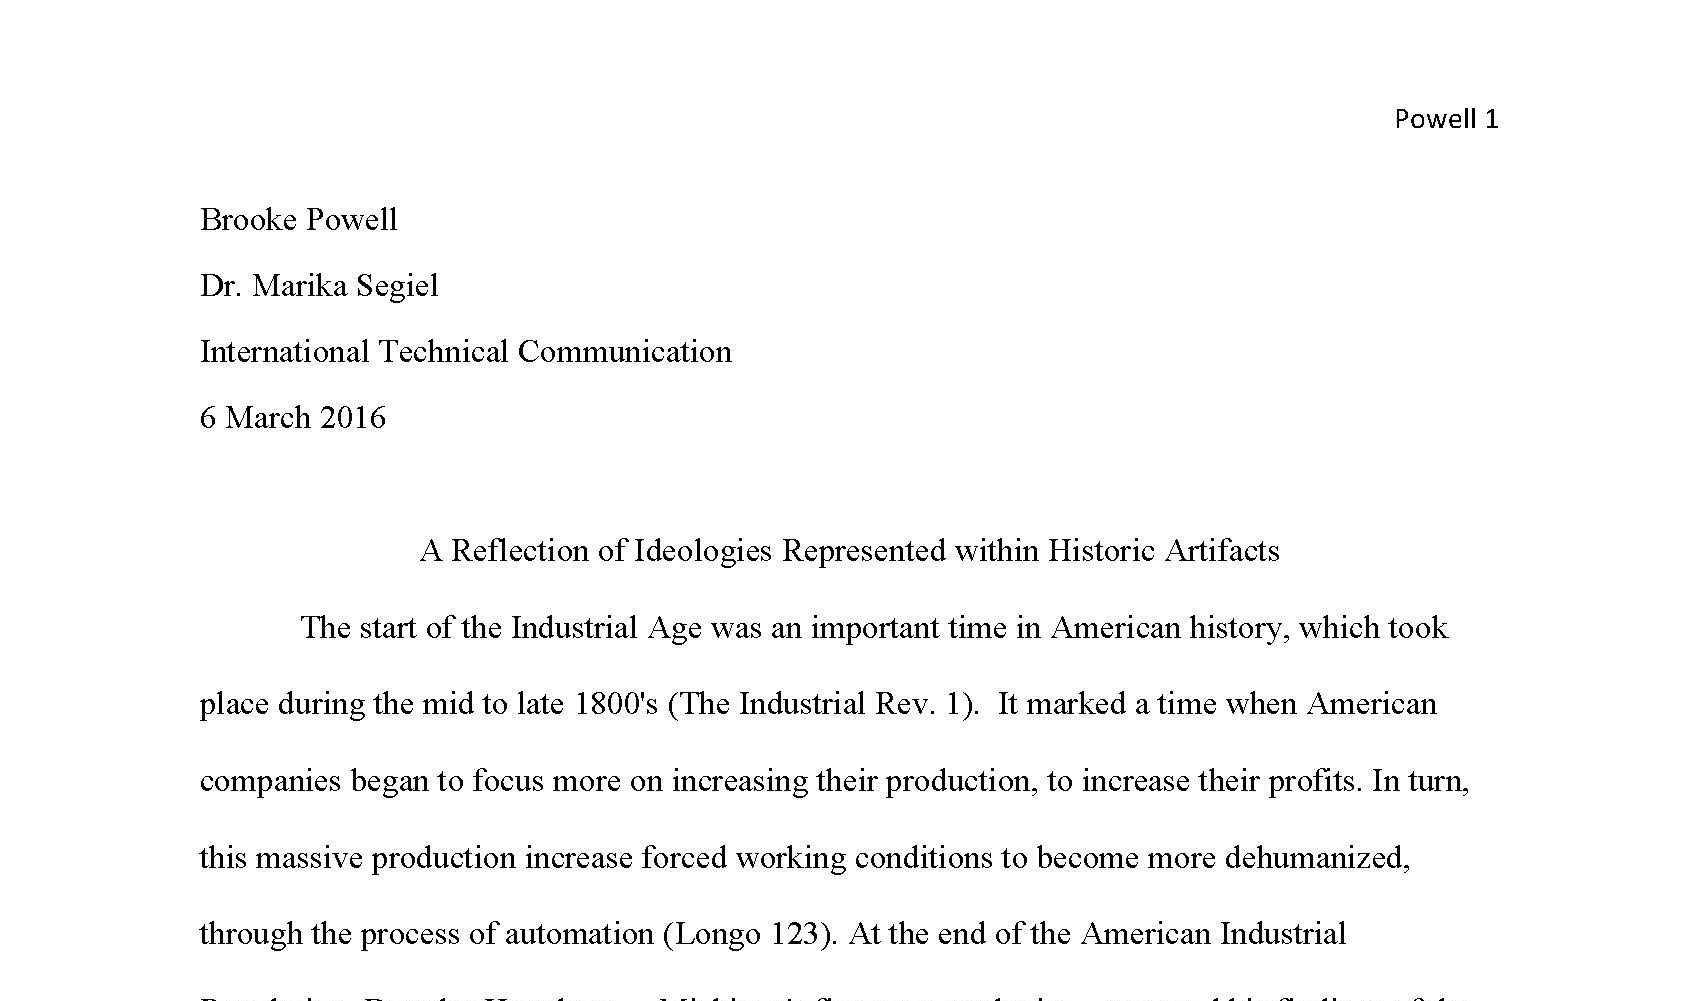 Powell 1
Brooke Powell
Dr. Marika Segiel
International Technical Communication
6 March 2016
A Reflection of Ideologies Represented within Historic Artifacts
The start of the Industrial Age was an important time in American history, which took
place during the mid to late 1800's (The Industrial Rev. 1).  It marked a time when American
companies began to focus more on increasing their production, to increase their profits. In turn,
this massive production increase forced working conditions to become more dehumanized,
through the process of automation (Longo 123). At the end of the American Industrial